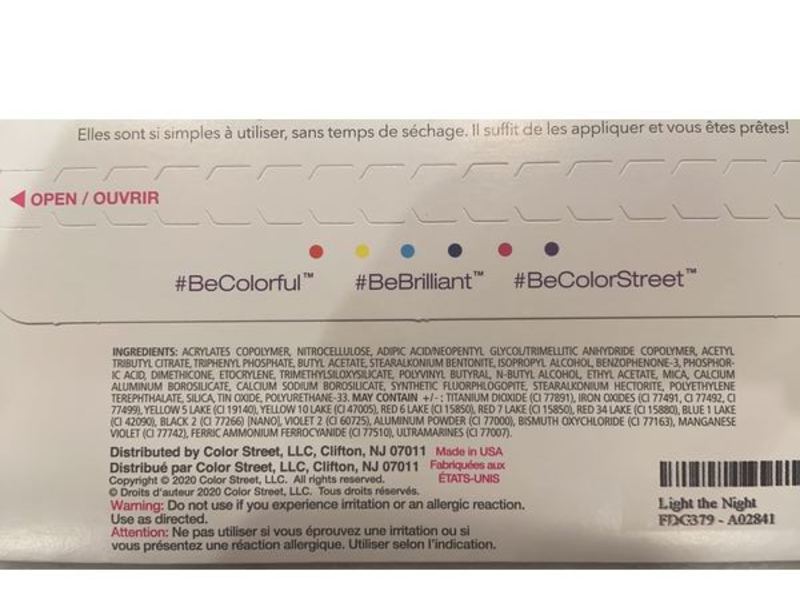 Elles sont si simples à utiliser, sans temps de séchage. Il suffit de les appliquer et vous êtes prêtes!
OPEN / OUVRIR
#BeColorful™ #BeBrilliant™ #BeColorStreet™
INGREDIENTS: ACRYLATES COPOLYMER, NITROCELLULOSE, ADIPIC ACID/NEOPENTYL GLYCOL/TRIMELLITIC ANHYDRIDE COPOLYMER, ACETYL
TRIBUTYL CITRATE, TRIPHENYL PHOSPHATE, BUTYL ACETATE, STEARALKONIUM BENTONITE, ISOPROPYL ALCOHOL, BENZOPHENONE-3, PHOSPHOR-
IC ACID, DIMETHICONE, ETOCRYLENE, TRIMETHYLSILOXYSILICATE, POLYVINYL BUTYRAL, N-BUTYL ALCOHOL, ETHYL ACETATE, MICA, CALCIUM
ALUMINUM BOROSILICATE, CALCIUM SODIUM BOROSILICATE, SYNTHETIC FLUORPHLOGOPITE, STEARALKONIUM HECTORITE, POLYETHYLENE
TEREPHTHALATE, SILICA, TIN OXIDE, POLYURETHANE-33. MAY CONTAIN +/- : TITANIUM DIOXIDE (CI 77891), IRON OXIDES (CI 77491, CI 77492, CI
77499), YELLOW 5 LAKE (CI 19140), YELLOW 10 LAKE (CI 47005), RED 6 LAKE (CI 15850), RED 7 LAKE (CI 15850), RED 34 LAKE (CI 15880), BLUE 1 LAKE
(CI 42090), BLACK 2 (CI 77266) [NANO], VIOLET 2 (CI 60725), ALUMINUM POWDER (CI 77000), BISMUTH OXYCHLORIDE (CI 77163), MANGANESE
VIOLET (CI 77742), FERRIC AMMONIUM FERROCYANIDE (CI 77510), ULTRAMARINES (CI 77007).
Distributed by Color Street, LLC, Clifton, NJ 07011
Distribué par Color Street, LLC, Clifton, NJ 07011
Made in USA
Fabriquées aux
ÉTATS-UNIS
Copyright © 2020 Color Street, LLC. All rights reserved.
© Droits d'auteur 2020 Color Street, LLC. Tous droits réservés.
Warning: Do not use if you experience irritation or an allergic reaction.
Use as directed.
Attention: Ne pas utiliser si vous éprouvez une irritation ou si
vous présentez une réaction allergique. Utiliser selon l'indication.
Light the Night
FDG379 - A02841